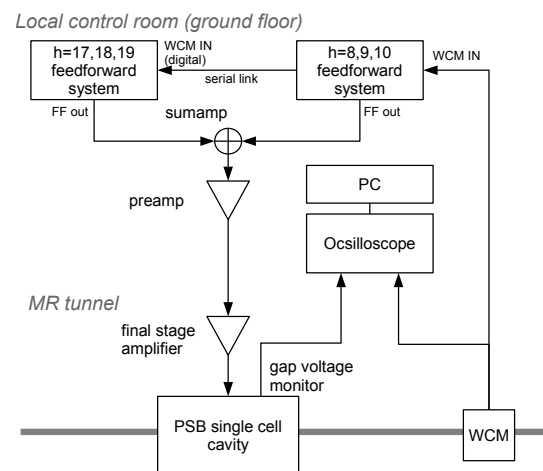 Local control room (ground floor)
h=17,18,19
feedforward
system
WCM IN
(digital)
serial link
h=8,9,10
feedforward
system
WCM IN
FF out
sumamp
FF out
preamp
PC
Ocsilloscope
MR tunnel
final stage
amplifier
gap voltage
monitor
PSB single cell
cavity
WCM